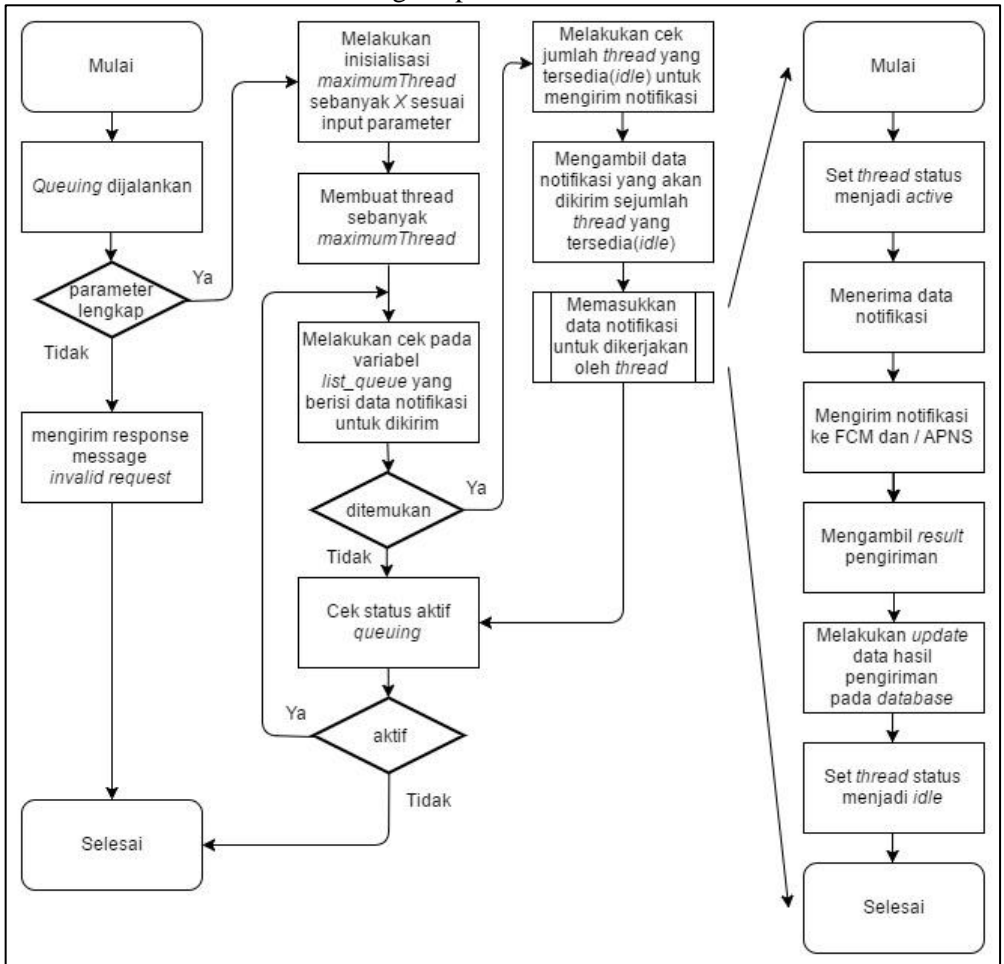 Mulai
Queuing dijalankan
parameter
lengkap
Ya
Tidak
mengirim response
message
invalid request
Selesai
Melakukan
inisialisasi
maximumThread
sebanyak X sesuai
input parameter
Membuat thread
sebanyak
maximumThread
Melakukan cek pada
variabel
list_queue yang
berisi data notifikasi
untuk dikirim
ditemukan
Ya
Tidak
Cek status aktif
queuing
aktif
Ya
Tidak
Melakukan cek
jumlah thread yang
tersedia(idle) untuk
mengirim notifikasi
Mengambil data
notifikasi yang akan
dikirim sejumlah
thread yang
tersedia(idle)
Memasukkan
data notifikasi
untuk dikerjakan
oleh thread
Mulai
Set thread status
menjadi active
Menerima data
notifikasi
Mengirim notifikasi
ke FCM dan / APNS
Mengambil result
pengiriman
Melakukan update
data hasil
pengiriman
pada database
Set thread status
menjadi idle
Selesai